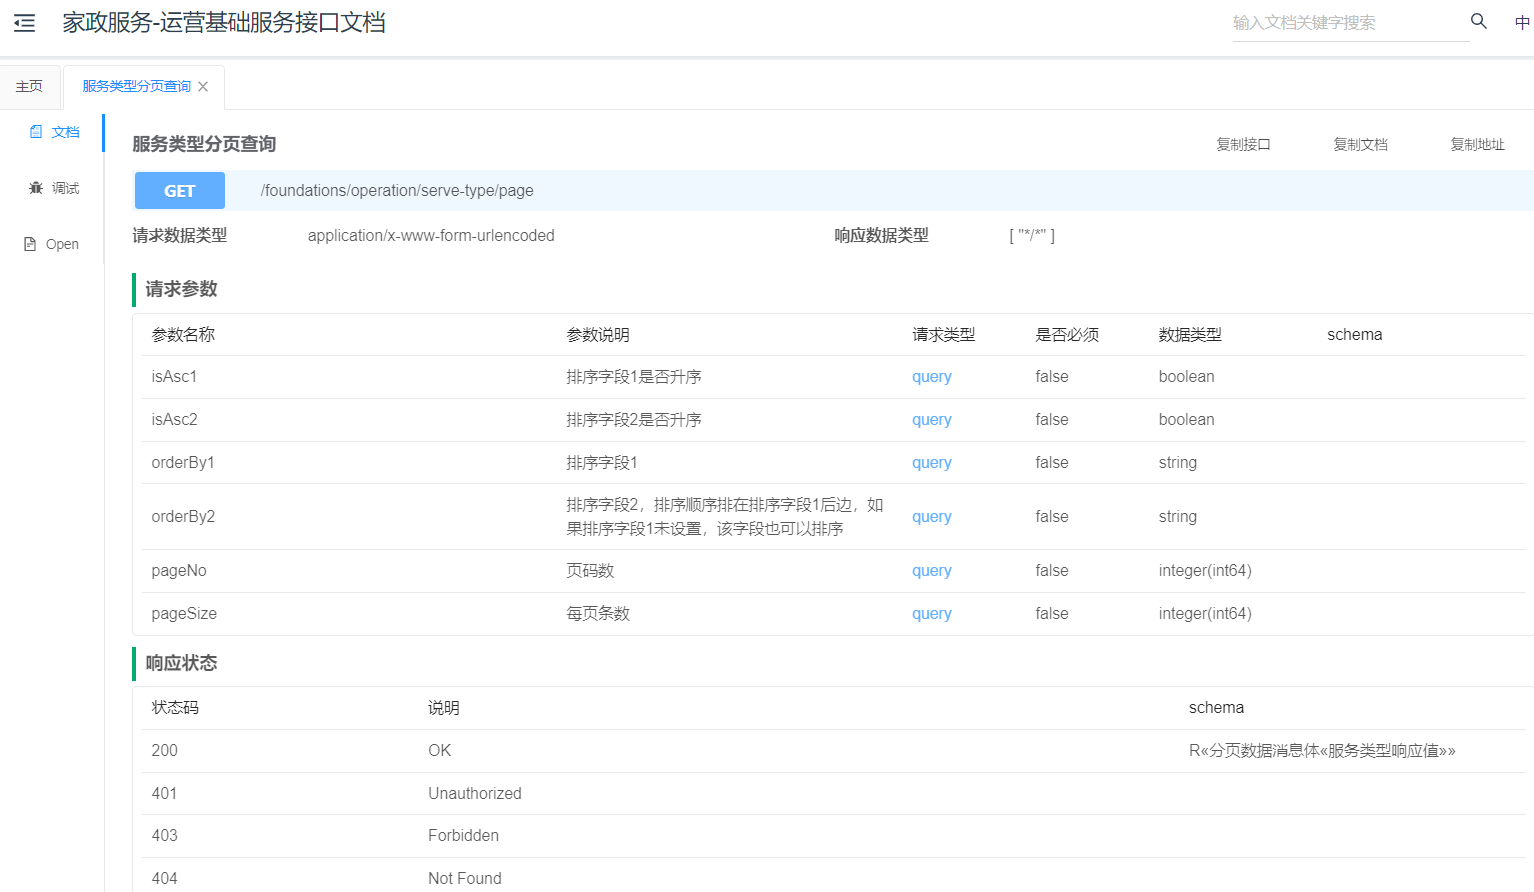 家政服务-运营基础服务接口文档 输入文档关键字搜索 中
主页 服务类型分页查询
文档
调试
Open
服务类型分页查询 复制接口 复制文档 复制地址
GET /foundations/operation/serve-type/page
请求数据类型 application/x-www-form-urlencoded 响应数据类型 [ "*/*" ]
请求参数
参数名称 参数说明 请求类型 是否必须 数据类型 schema
isAsc1 排序字段1是否升序 query false boolean
isAsc2 排序字段2是否升序 query false boolean
orderBy1 排序字段1 query false string
orderBy2 排序字段2，排序顺序排在排序字段1后边，如
果排序字段1未设置，该字段也可以排序 query false string
pageNo 页码数 query false integer(int64)
pageSize 每页条数 query false integer(int64)
响应状态
状态码 说明 schema
200 OK R«分页数据消息体«服务类型响应值»»
401 Unauthorized
403 Forbidden
404 Not Found